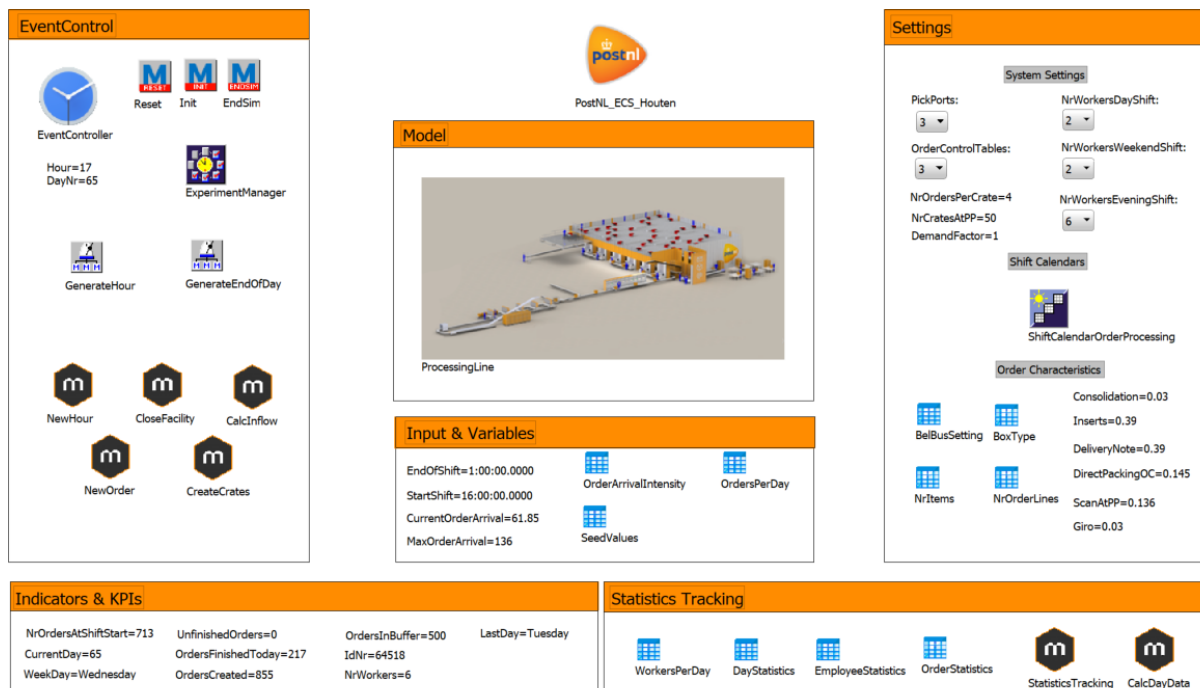 EventControl
M
RESET
M
INIT
M
ENDSIM
Reset
Init
EndSim
EventController
Hour=17
DayNr=65
ExperimentManager
M M M
GenerateHour
M M M
GenerateEndOfDay
m
NewHour
m
CloseFacility
m
CalcInflow
m
NewOrder
m
CreateCrates
postnl
PostNL_ECS_Houten
Model
ProcessingLine
Input & Variables
EndOfShift=1:00:00.0000
StartShift=16:00:00.0000
CurrentOrderArrival=61.85
MaxOrderArrival=136
OrderArrivalIntensity
OrdersPerDay
SeedValues
Settings
System Settings
PickPorts:
3
NrWorkersDayShift:
2
OrderControlTables:
3
NrWorkersWeekendShift:
2
NrOrdersPerCrate=4
NrCratesAtPP=50
DemandFactor=1
NrWorkersEveningShift:
6
Shift Calendars
ShiftCalendarOrderProcessing
Order Characteristics
BelBusSetting
BoxType
NrItems
NrOrderLines
Consolidation=0.03
Inserts=0.39
DeliveryNote=0.39
DirectPackingOC=0.145
ScanAtPP=0.136
Giro=0.03
Indicators & KPIs
NrOrdersAtShiftStart=713
CurrentDay=65
WeekDay=Wednesday
UnfinishedOrders=0
OrdersFinishedToday=217
OrdersCreated=855
OrdersInBuffer=500
IdNr=64518
NrWorkers=6
LastDay=Tuesday
Statistics Tracking
WorkersPerDay
DayStatistics
EmployeeStatistics
OrderStatistics
m
StatisticsTracking
m
CalcDayData